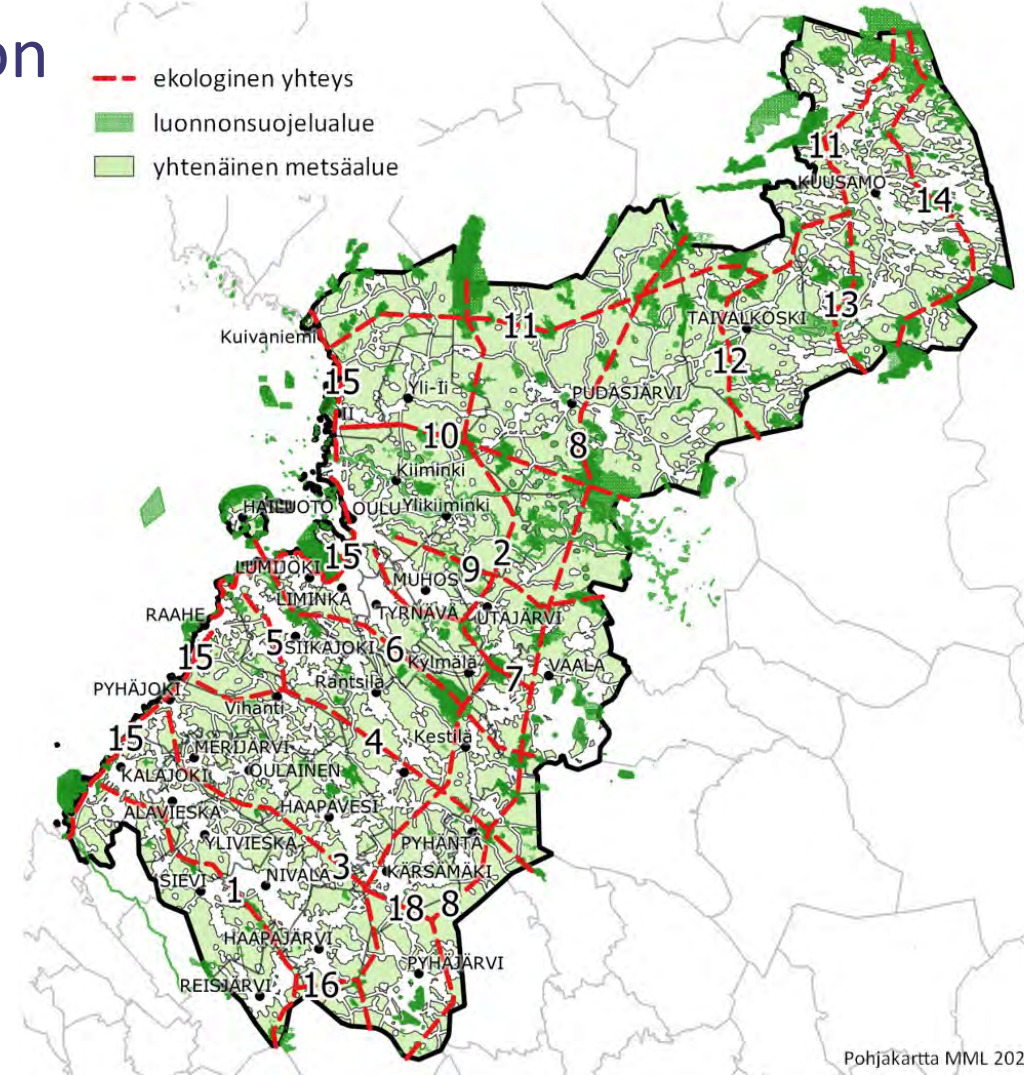 on
ekologinen yhteys
luonnonsuojelualue
yhtenäinen metsäalue
11
KUUSAMO
14
13
TAIVALKOSKI
11
Kuivaniemi
12
15
Yli-Ii
PUDASJÄRVI
II
10
8
Kiiminki
HAILUOTO
OULU
Ylikiiminki
15
2
LUMIJOKI
9
MUHOS
LIMINKA
RAAHE
TYRNÄVÄ
UTAJÄRVI
5
SIIKAJOKI
6
15
Kylmälä
VAALA
Rantsila
7
PYHÄJOKI
Vihanti
15
4
Kestilä
MERIJÄRVI
KALAJOKI
OULAINEN
HAAPAVESI
ALAVIESKA
YLIVIESKA
PYHÄNTÄ
3
KÄRSÄMÄKI
SIEVI
NIVALA
1
18
8
HAAPAJÄRVI
PYHÄJÄRVI
REISJÄRVI
16
Pohjakartta MML 202